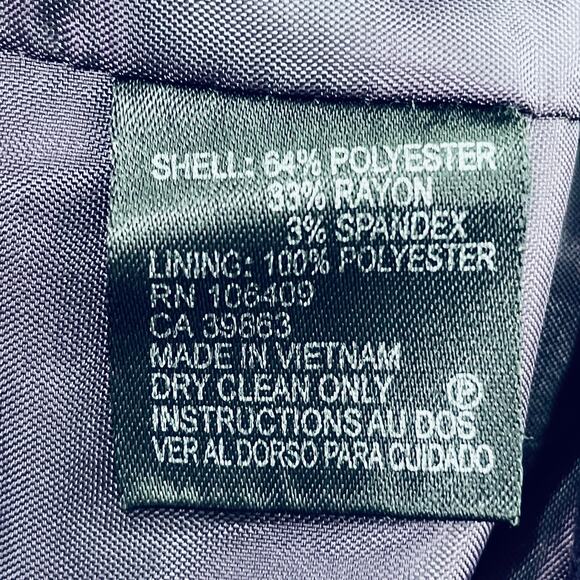 SHELL: 64% POLYESTER
33% RAYON
3% SPANDEX
LINING: 100% POLYESTER
RN 106409
CA 39863
MADE IN VIETNAM
DRY CLEAN ONLY Ⓟ
INSTRUCTIONS AU DOS
VER AL DORSO PARA CUIDADO